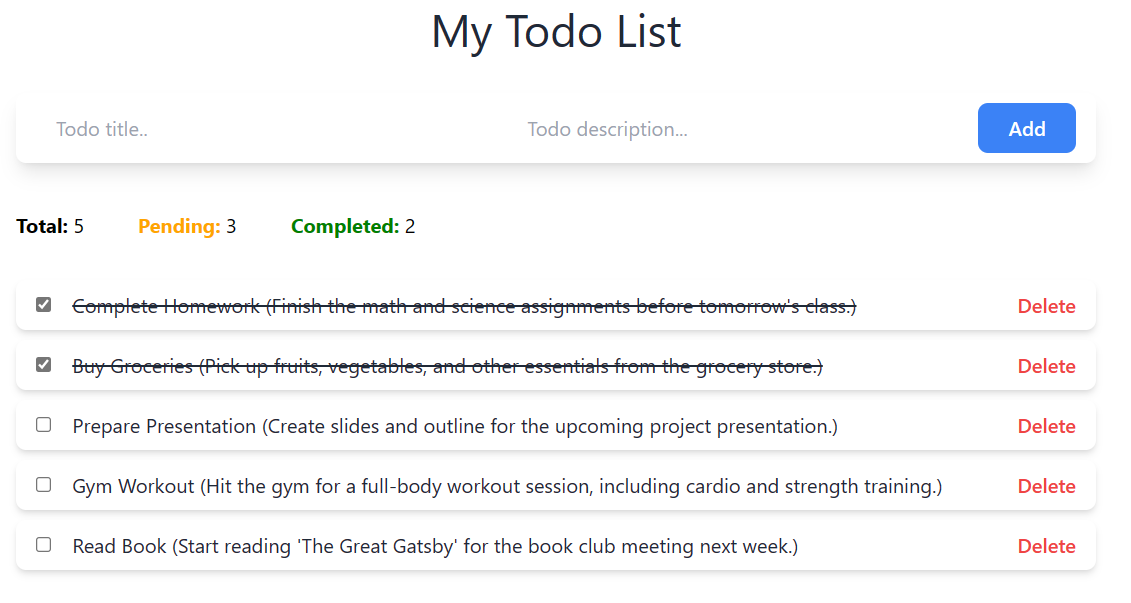 My Todo List
Todo title.. Todo description... Add
Total: 5 Pending: 3 Completed: 2
Complete Homework (Finish the math and science assignments before tomorrow's class.) Delete
Buy Groceries (Pick up fruits, vegetables, and other essentials from the grocery store.) Delete
Prepare Presentation (Create slides and outline for the upcoming project presentation.) Delete
Gym Workout (Hit the gym for a full-body workout session, including cardio and strength training.) Delete
Read Book (Start reading 'The Great Gatsby' for the book club meeting next week.) Delete